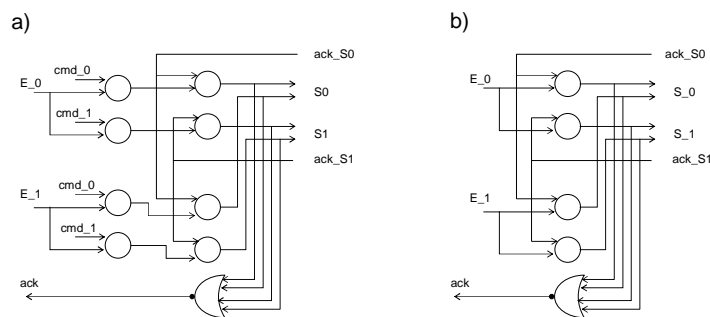 a)
cmd_0
E_0
cmd_1
ack_S0
S0
S1
ack_S1
E_1
cmd_0
cmd_1
ack
b)
ack_S0
E_0
S_0
S_1
ack_S1
E_1
ack